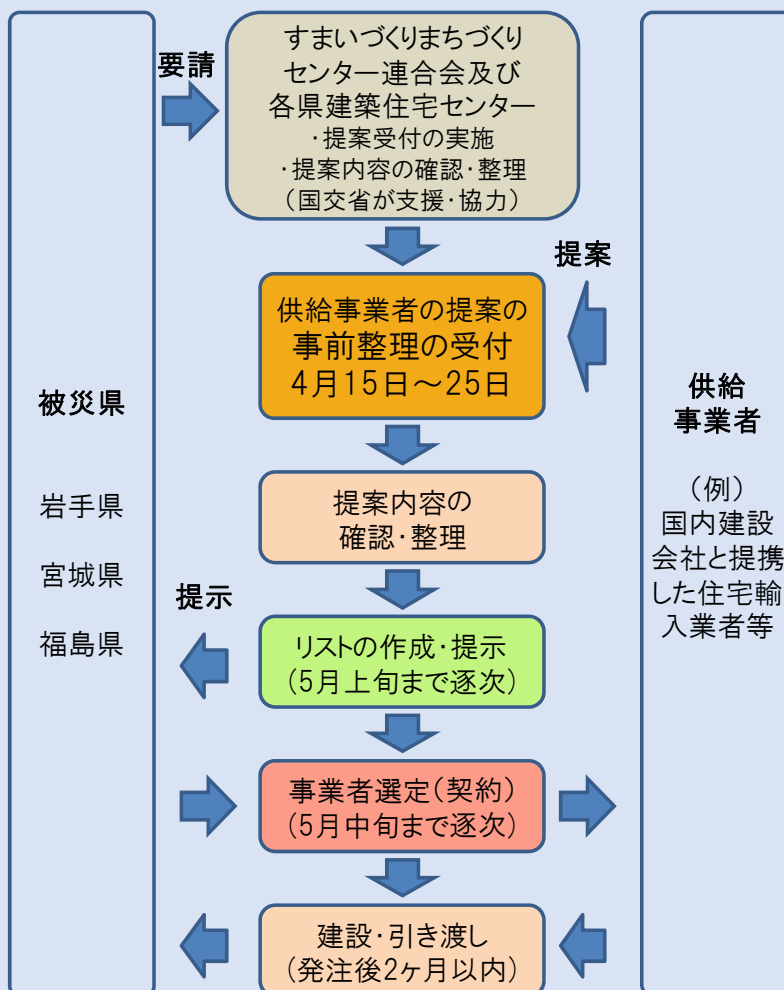 要請
すまいづくりまちづくり
センター連合会及び
各県建築住宅センター
・提案受付の実施
・提案内容の確認・整理
（国交省が支援・協力）
提案
供給事業者の提案の
事前整理の受付
4月15日～25日
被災県
岩手県
宮城県
福島県
供給
事業者
（例）
国内建設
会社と提携
した住宅輸
入業者等
提案内容の
確認・整理
提示
リストの作成・提示
（5月上旬まで逐次）
事業者選定（契約）
（5月中旬まで逐次）
建設・引き渡し
（発注後2ヶ月以内）